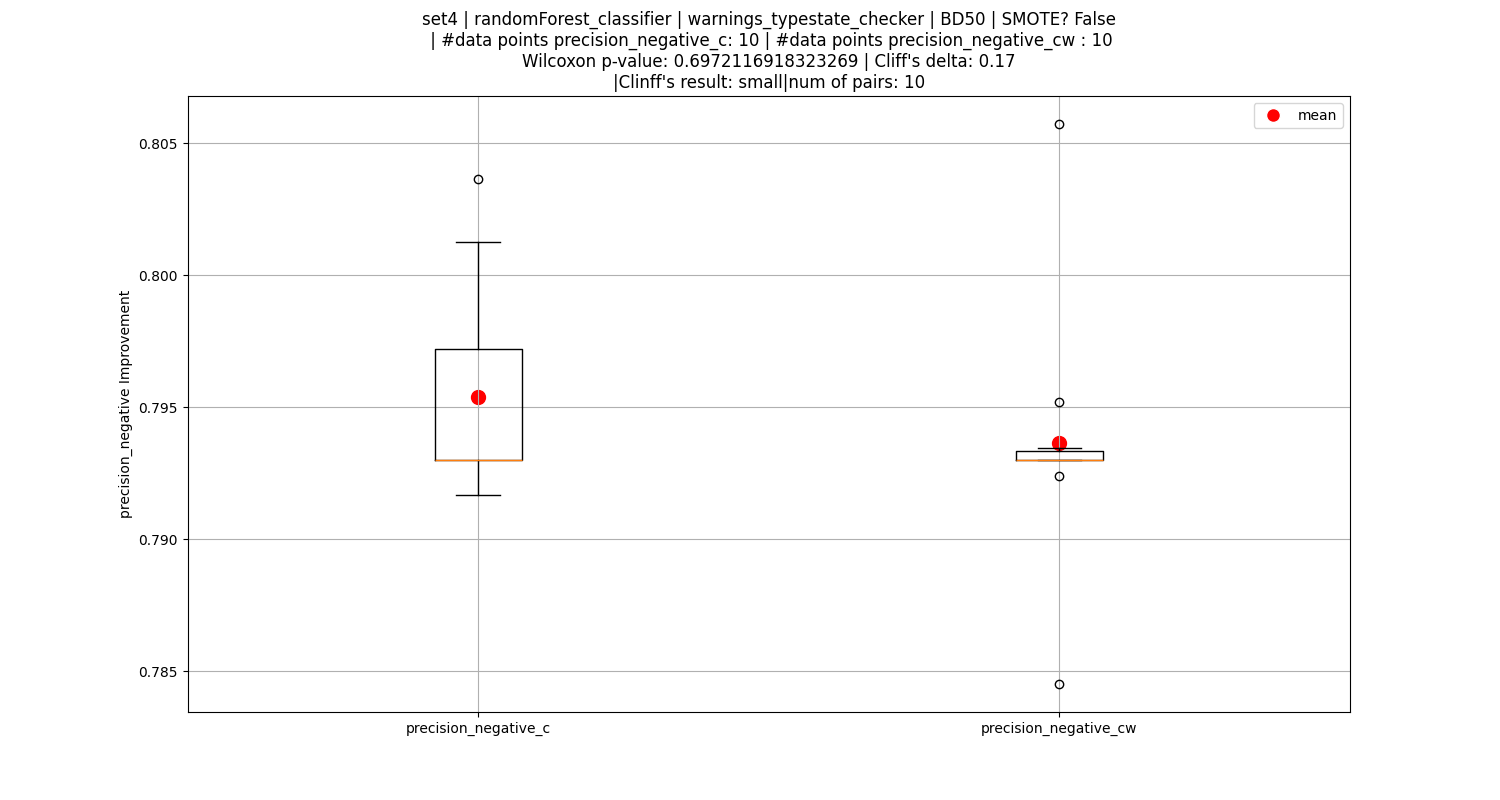 set4 | randomForest_classifier | warnings_typestate_checker | BD50 | SMOTE? False
| #data points precision_negative_c: 10 | #data points precision_negative_cw : 10
Wilcoxon p-value: 0.6972116918323269 | Cliff's delta: 0.17
|Clinff's result: small|num of pairs: 10
mean
0.805
0.800
0.795
0.790
0.785
precision_negative Improvement
precision_negative_c
precision_negative_cw